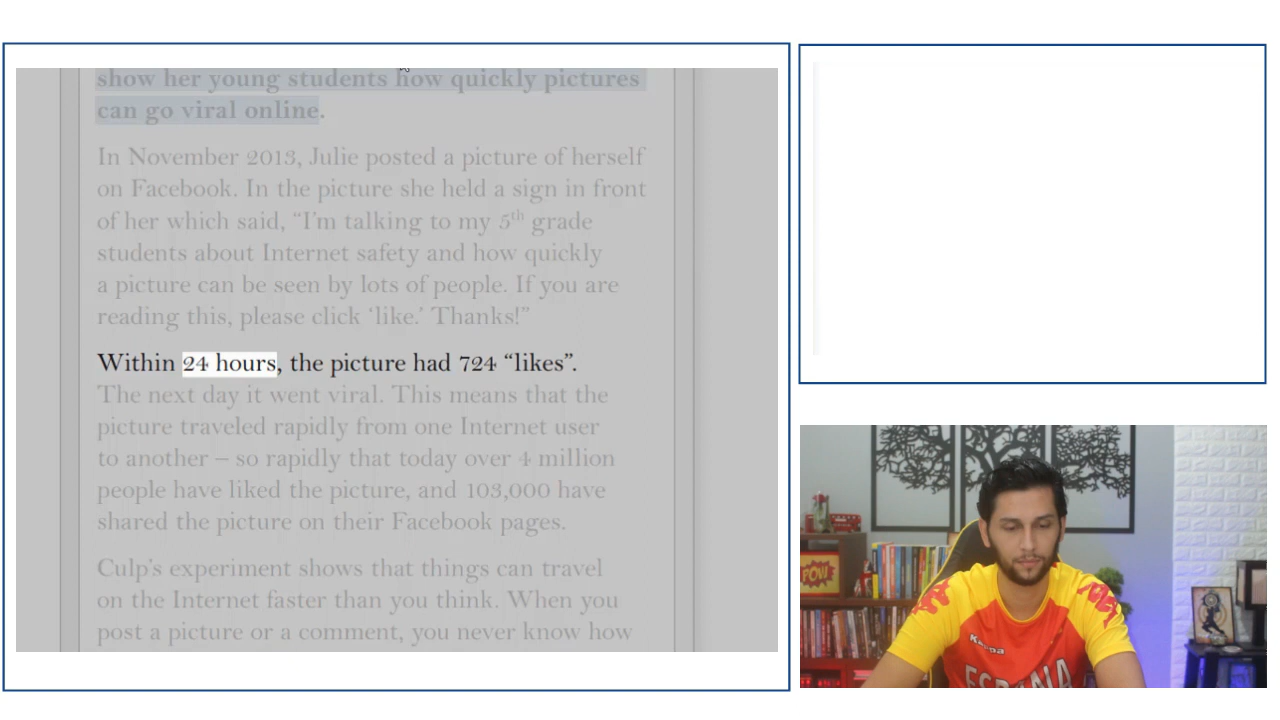 show her young students how quickly pictures
can go viral online.
In November 2013, Julie posted a picture of herself
on Facebook. In the picture she held a sign in front
of her which said, “I’m talking to my 5th grade
students about Internet safety and how quickly
a picture can be seen by lots of people. If you are
reading this, please click ‘like.’ Thanks!”
Within 24 hours, the picture had 724 “likes”.
The next day it went viral. This means that the
picture traveled rapidly from one Internet user
to another – so rapidly that today over 4 million
people have liked the picture, and 103,000 have
shared the picture on their Facebook pages.
Culp’s experiment shows that things can travel
on the Internet faster than you think. When you
post a picture or a comment, you never know how
POW
Kappa
ESPANA